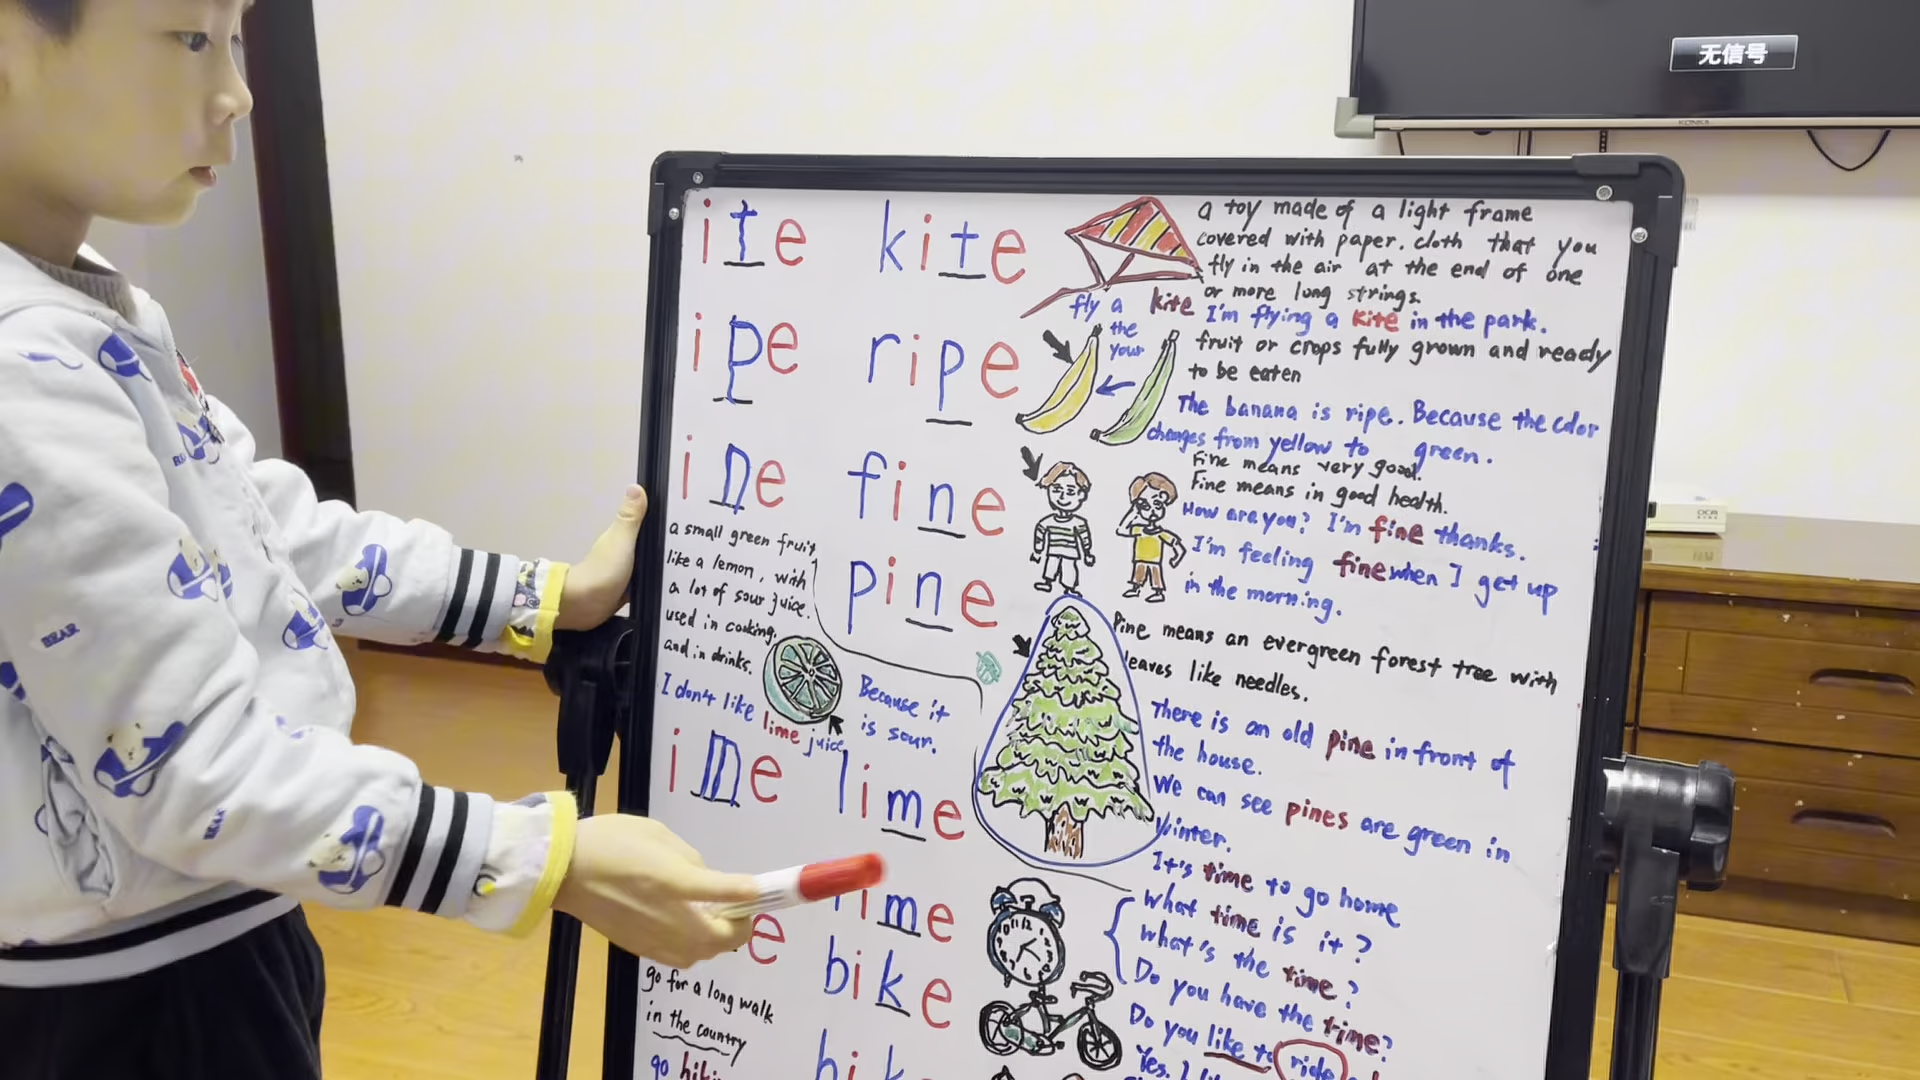 无信号
KONKA
ite kite
a toy made of a light frame
covered with paper. cloth that you
fly in the air at the end of one
or more long strings.
fly a kite I'm flying a kite in the park.
the
your
ipe ripe
fruit or crops fully grown and ready
to be eaten
The banana is ripe. Because the color
changes from yellow to green.
ine fine
Fine means very good.
Fine means in good health.
How are you? I'm fine thanks.
I'm feeling fine when I get up
in the morning.
pine
Pine means an evergreen forest tree with
leaves like needles.
There is an old pine in front of
the house.
We can see pines are green in
Winter.
a small green fruit
like a lemon, with
a lot of sour juice.
used in cooking.
and in drinks.
I don't like lime juice
Because it
is sour.
ime lime
ime
It's time to go home
What time is it?
What's the time?
Do you have the time?
e bike
Do you like to ride
Yes. I
go for a long walk
in the country
go
BEAR
BEAR